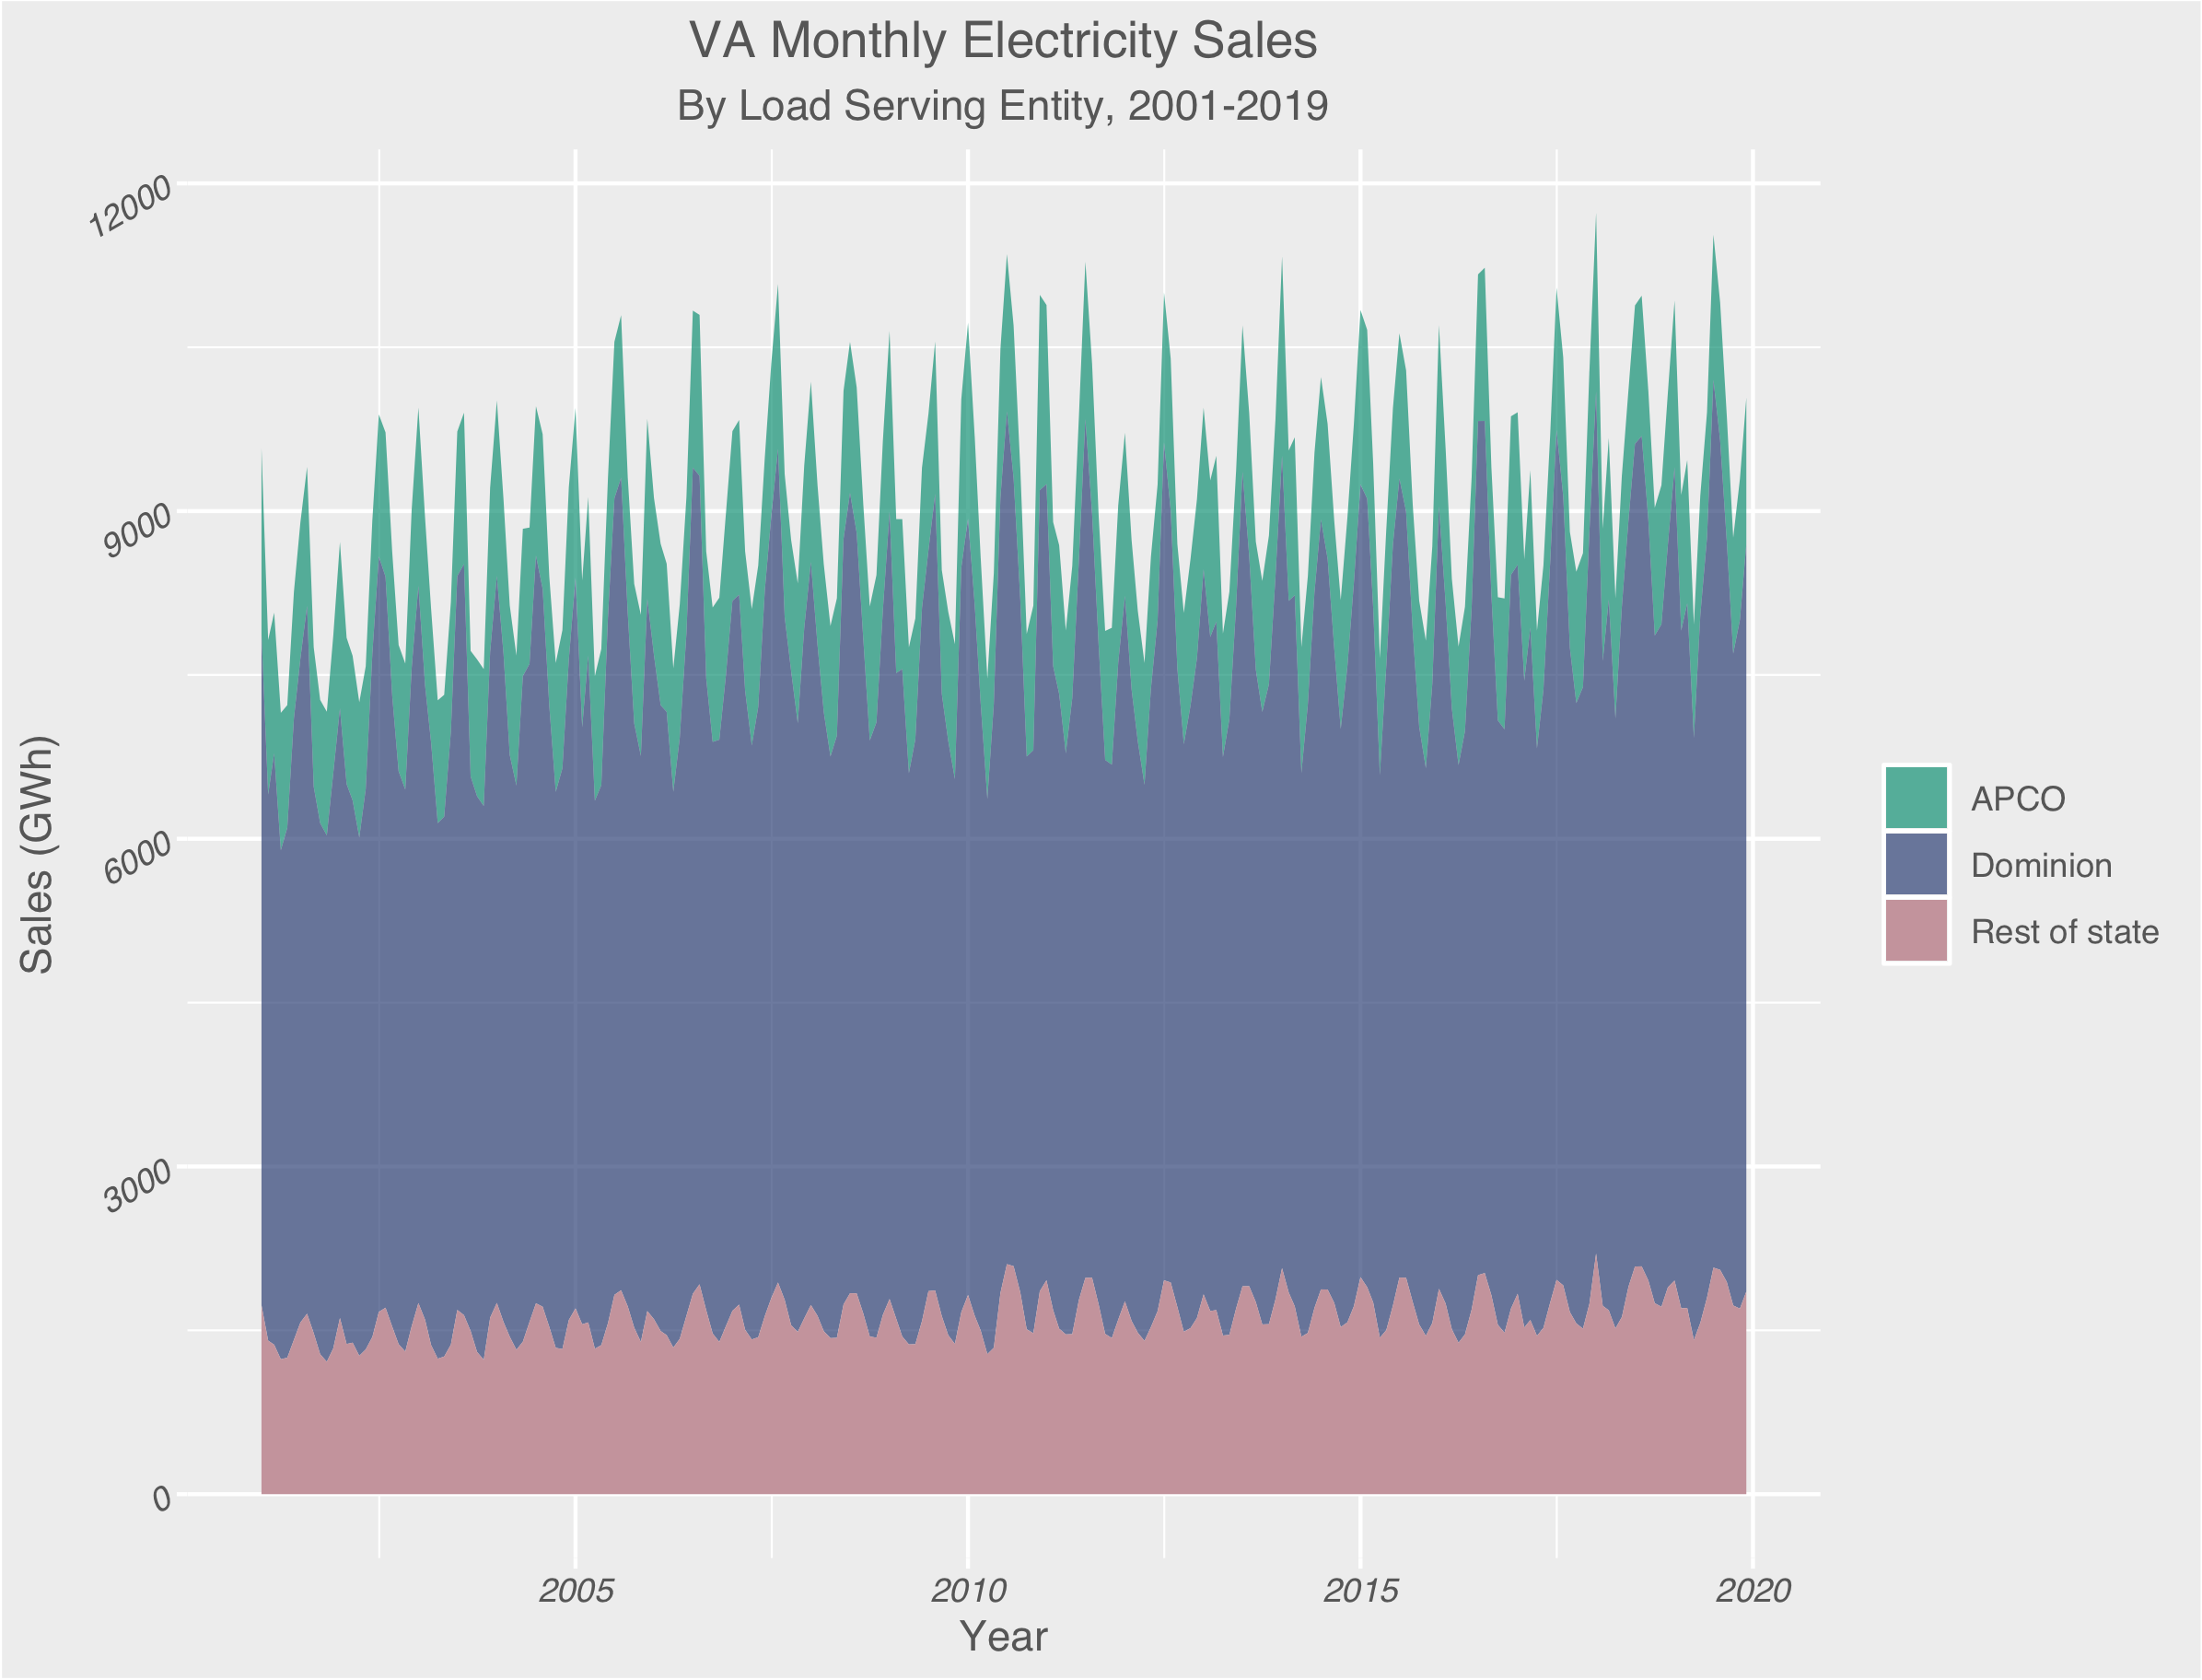 VA Monthly Electricity Sales
By Load Serving Entity, 2001-2019
Sales (GWh)
12000
9000
6000
3000
0
2005
2010
2015
2020
Year
APCO
Dominion
Rest of state